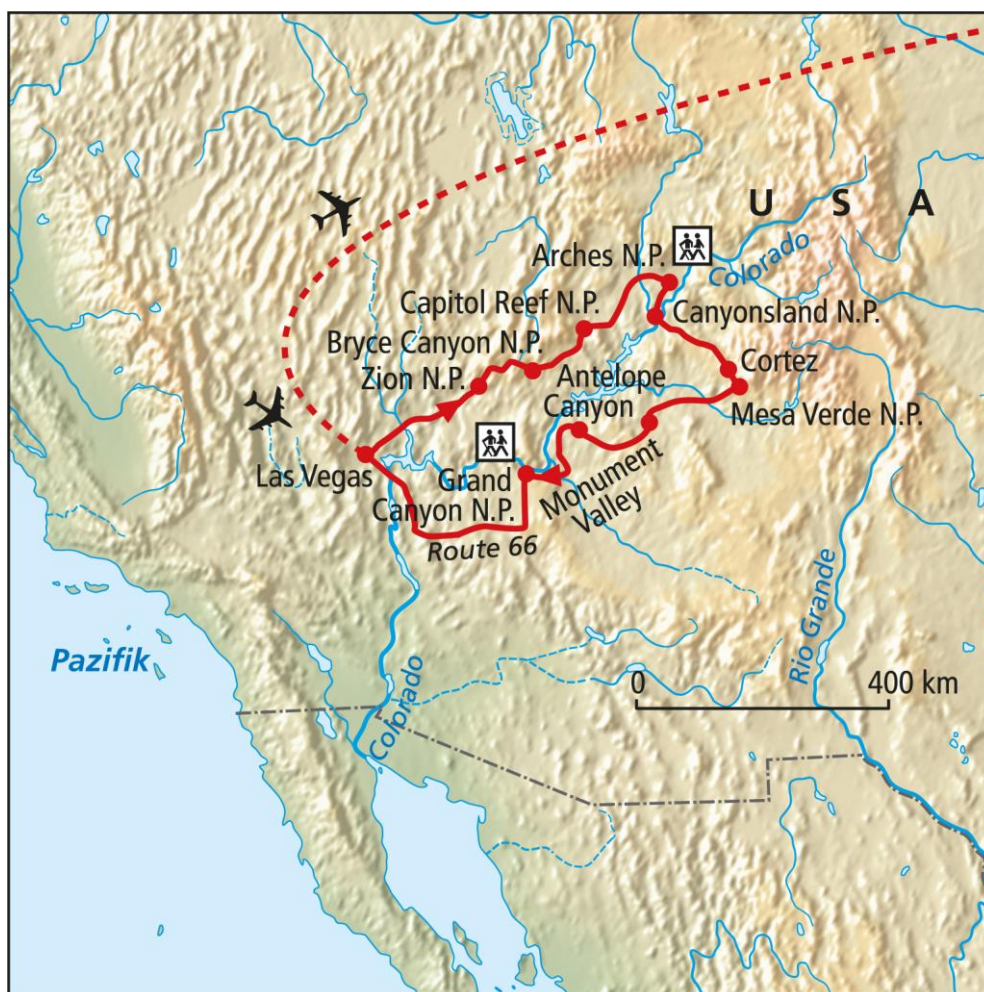 U S A
Arches N.P.
Colorado
Capitol Reef N.P.
Canyonsland N.P.
Bryce Canyon N.P.
Cortez
Zion N.P.
Antelope
Canyon
Mesa Verde N.P.
Las Vegas
Grand
Canyon N.P.
Monument
Valley
Route 66
Pazifik
Colorado
Rio Grande
0 400 km